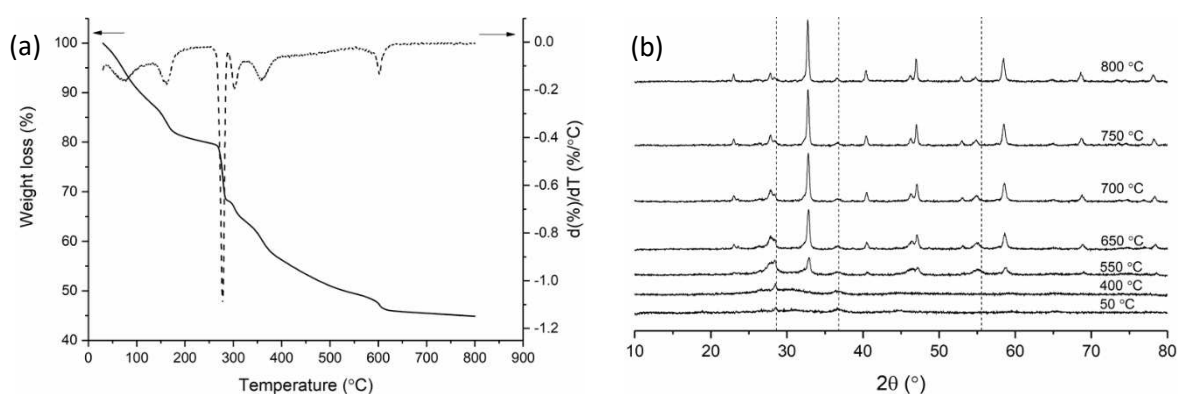 (a)
100
90
80
70
60
50
40
Weight loss (%)
0 100 200 300 400 500 600 700 800 900
Temperature (°C)
0.0
-0.2
-0.4
-0.6
-0.8
-1.0
-1.2
d(%)/dT (%/°C)
(b)
800 °C
750 °C
700 °C
650 °C
550 °C
400 °C
50 °C
10 20 30 40 50 60 70 80
2θ (°)